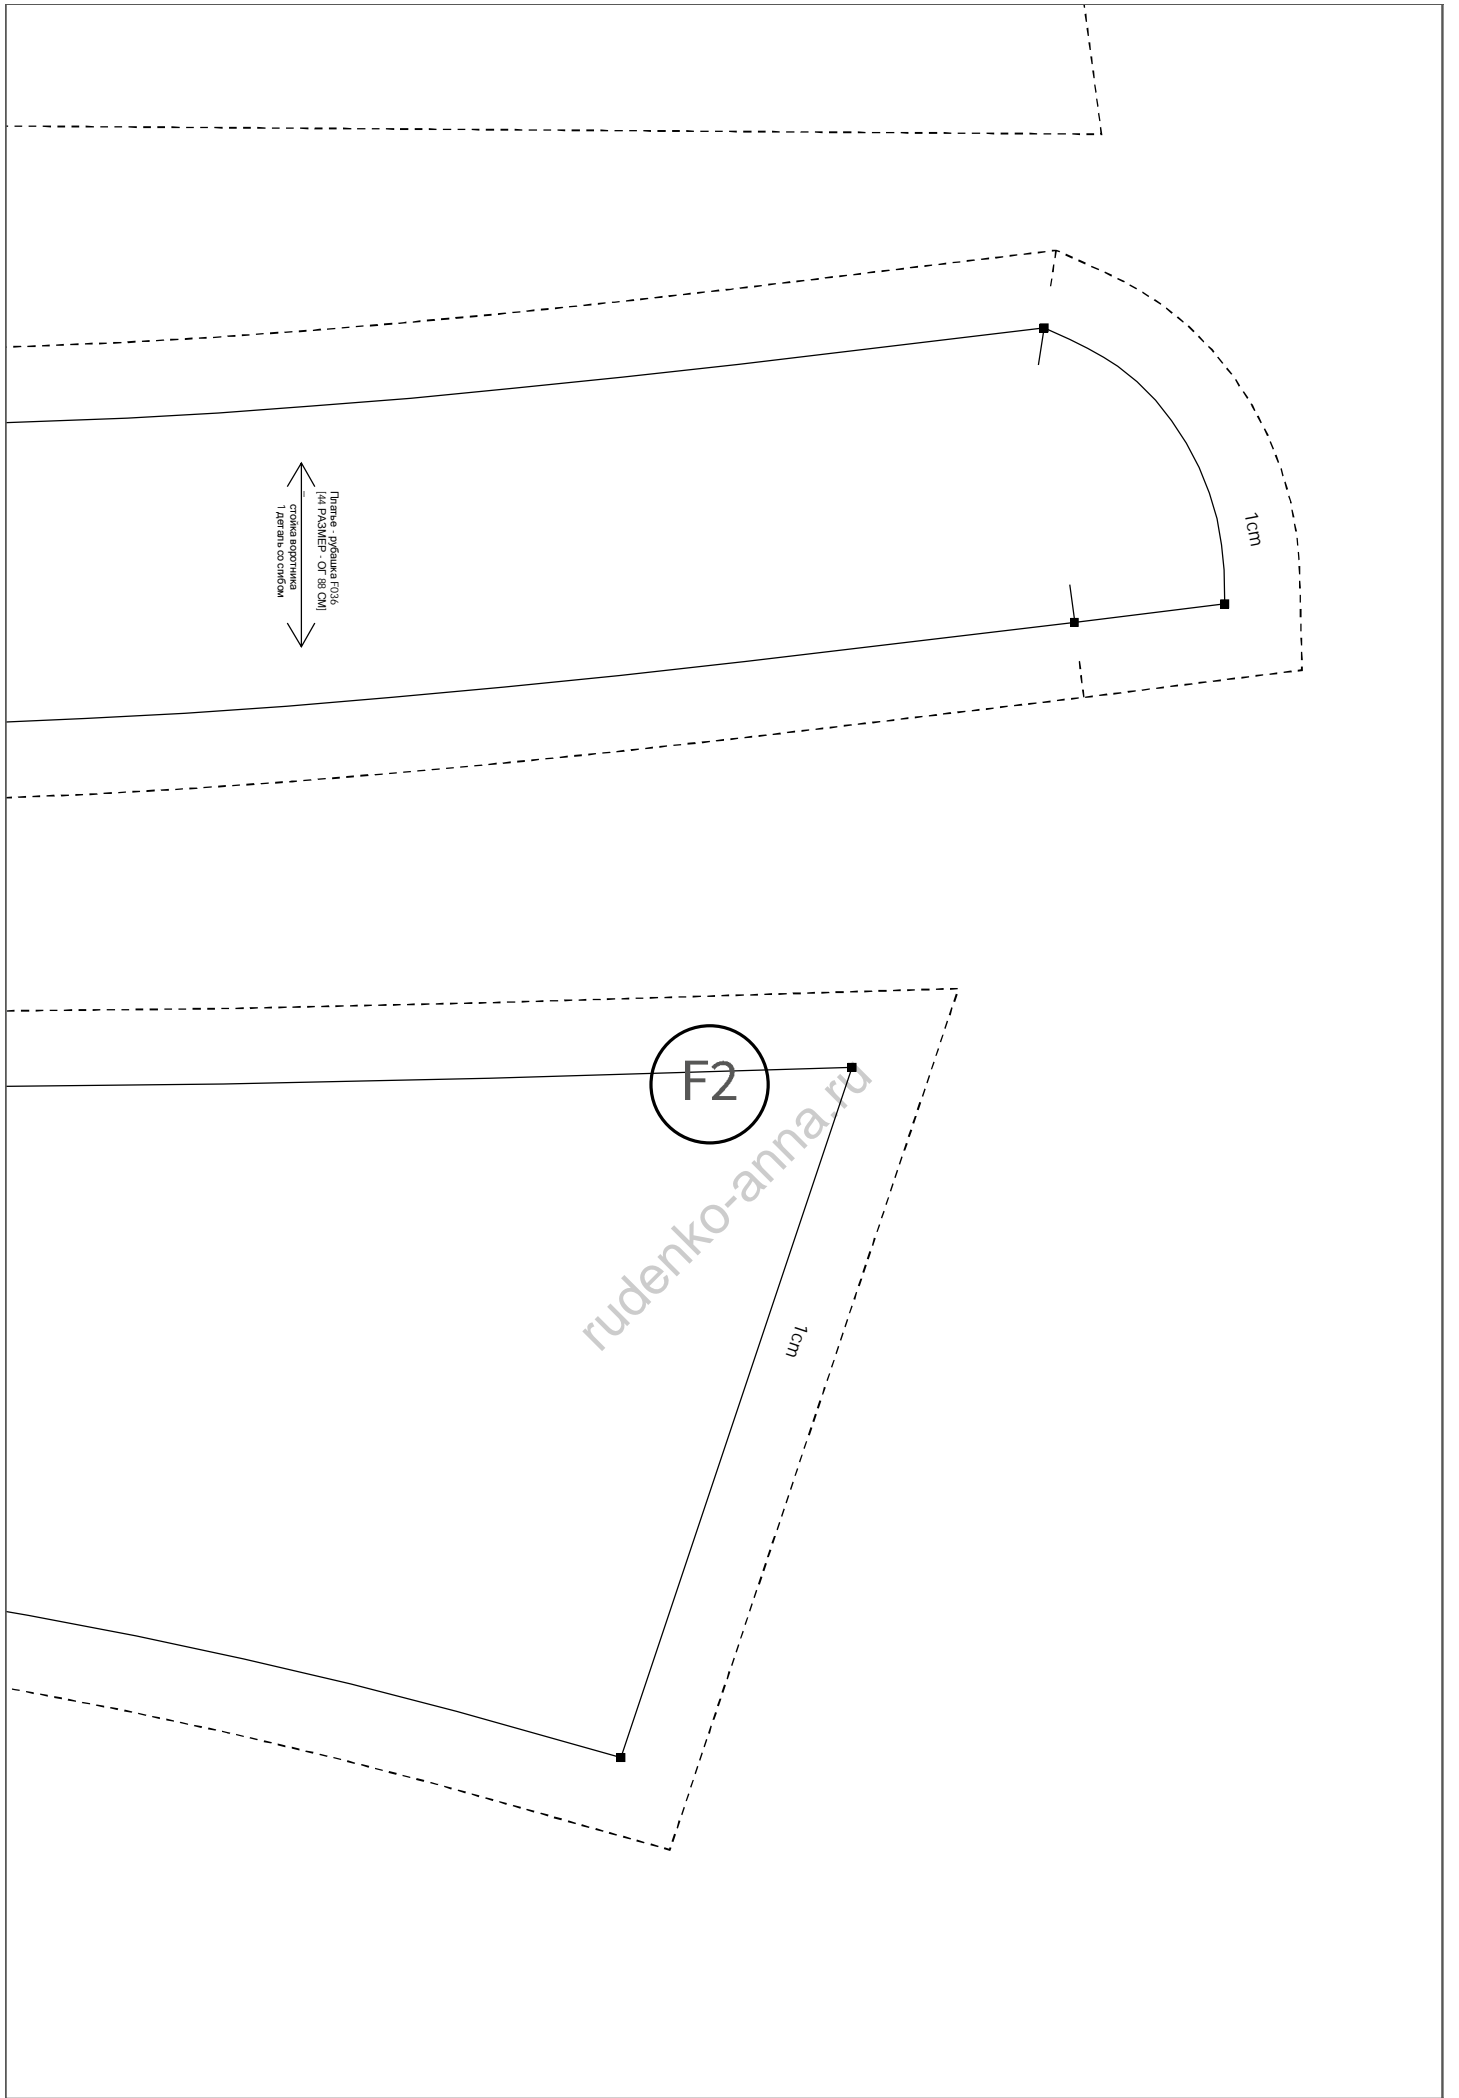 Платье - рубашка F036
[44 РАЗМЕР - ОГ 88 СМ]
–
стойка воротника
1 деталь со сгибом
1cm
F2
rudenko-anna.ru
1cm